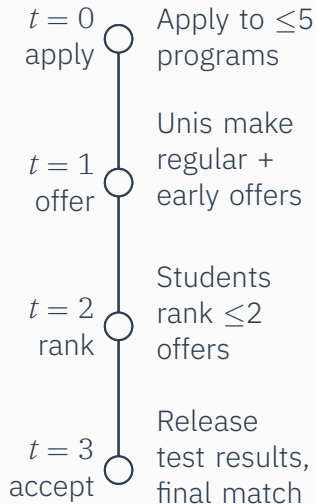 t = 0
apply
Apply to ≤5
programs
t = 1
offer
Unis make
regular +
early offers
t = 2
rank
Students
rank ≤2
offers
t = 3
accept
Release
test results,
final match